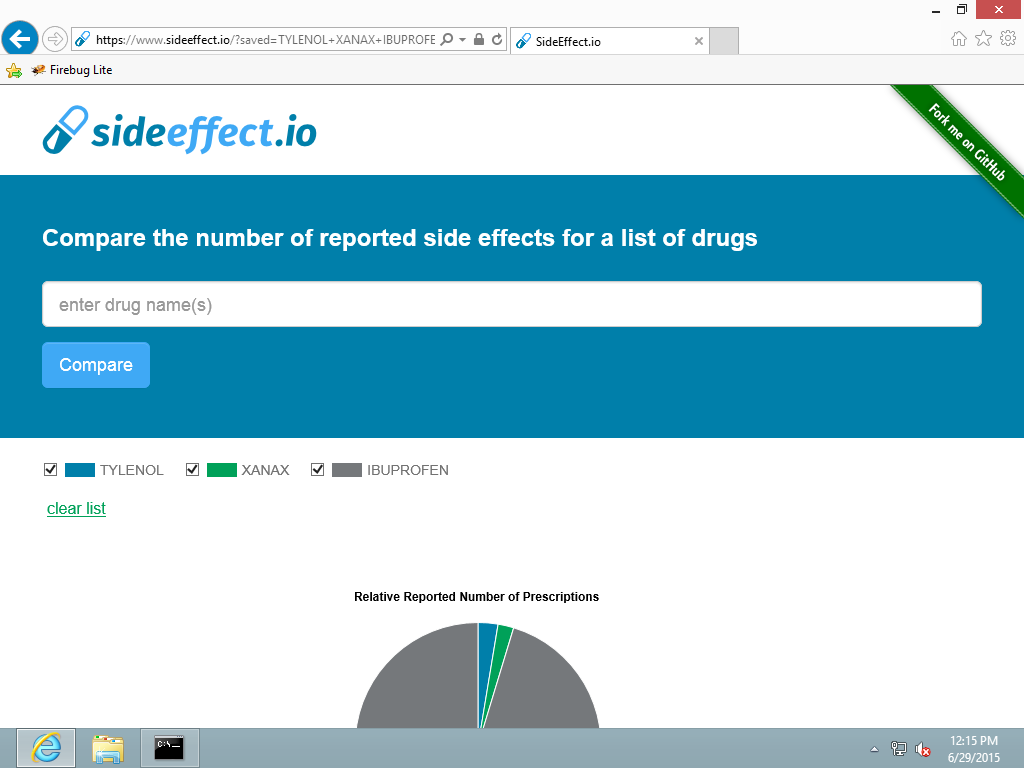 https://www.sideeffect.io/?saved=TYLENOL+XANAX+IBUPROFE
SideEffect.io
Firebug Lite
sideeffect.io
Fork me on GitHub
Compare the number of reported side effects for a list of drugs
enter drug name(s)
Compare
TYLENOL XANAX IBUPROFEN
clear list
Relative Reported Number of Prescriptions
C:\
12:15 PM
6/29/2015